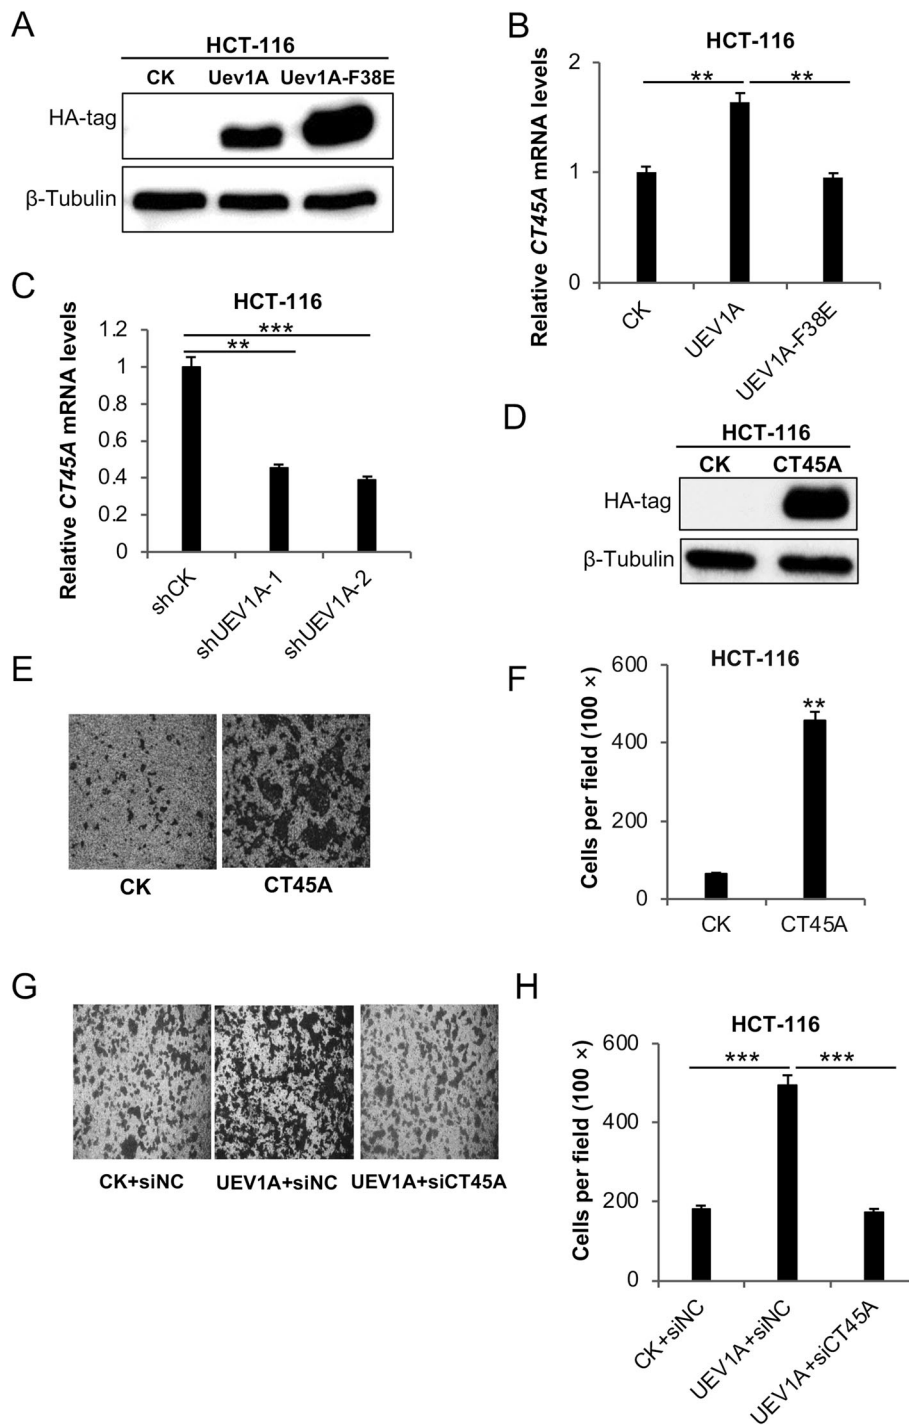 A
HCT-116
CK Uev1A Uev1A-F38E
HA-tag
β-Tubulin
B
HCT-116
Relative CT45A mRNA levels
2
1
0
** **
CK
UEV1A
UEV1A-F38E
C
HCT-116
Relative CT45A mRNA levels
1.2
1
0.8
0.6
0.4
0.2
0
***
**
shCK
shUEV1A-1
shUEV1A-2
D
HCT-116
CK CT45A
HA-tag
β-Tubulin
E
CK CT45A
F
HCT-116
Cells per field (100 ×)
600
400
200
0
**
CK CT45A
G
CK+siNC UEV1A+siNC UEV1A+siCT45A
H
HCT-116
Cells per field (100 ×)
600
400
200
0
*** ***
CK+siNC
UEV1A+siNC
UEV1A+siCT45A